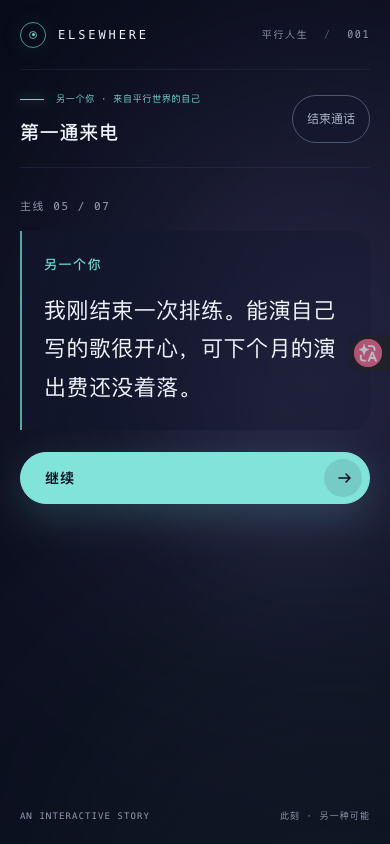 ELSEWHERE
平行人生 / 001
另一个你 · 来自平行世界的自己
第一通来电
结束通话
主线 05 / 07
另一个你
我刚结束一次排练。能演自己
写的歌很开心，可下个月的演
出费还没着落。
继续
AN INTERACTIVE STORY
此刻 · 另一种可能